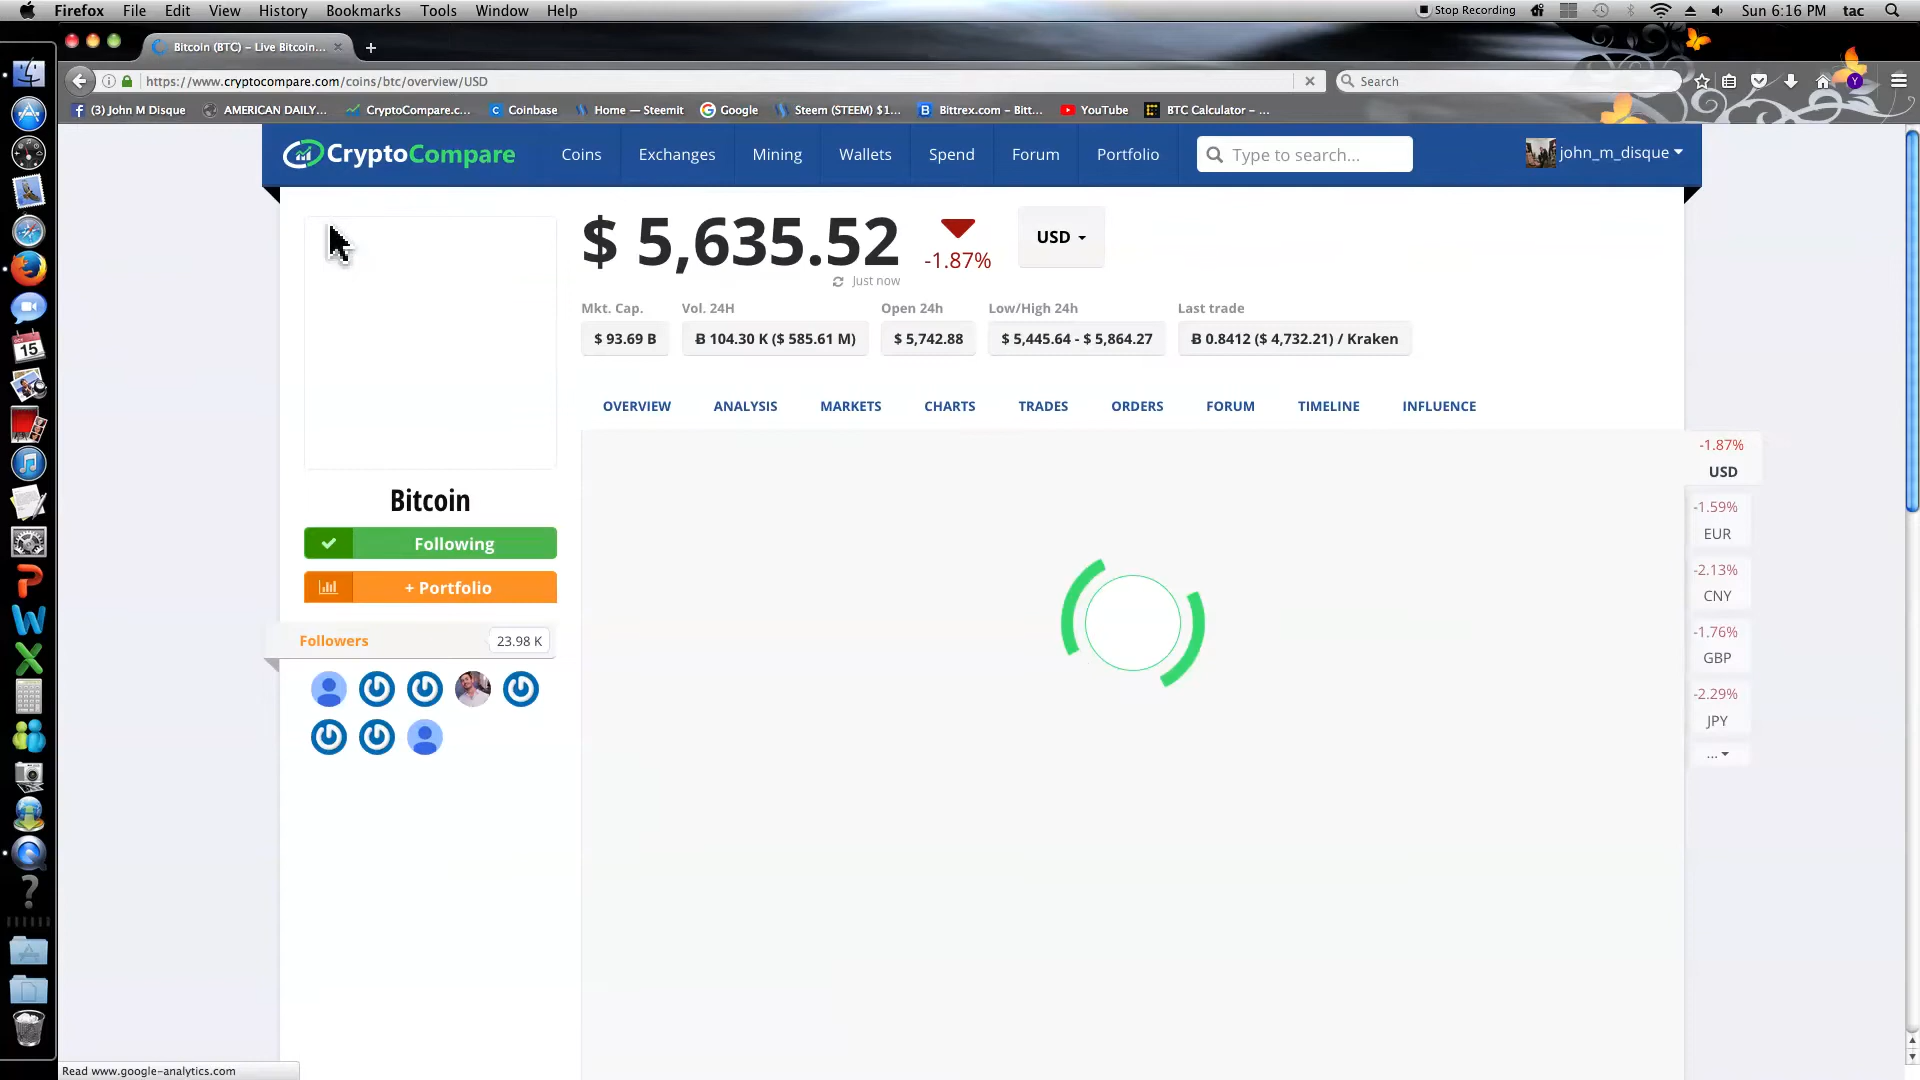 Firefox File Edit View History Bookmarks Tools Window Help Stop Recording Sun 6:16 PM tac
Bitcoin (BTC) – Live Bitcoin...
https://www.cryptocompare.com/coins/btc/overview/USD Search
(3) John M Disque AMERICAN DAILY... CryptoCompare.c... Coinbase Home — Steemit Google Steem (STEEM) $1... Bittrex.com – Bitt... YouTube BTC Calculator – ...
CryptoCompare Coins Exchanges Mining Wallets Spend Forum Portfolio Type to search... john_m_disque
$ 5,635.52 -1.87% USD
Just now
Mkt. Cap. Vol. 24H Open 24h Low/High 24h Last trade
$ 93.69 B Ƀ 104.30 K ($ 585.61 M) $ 5,742.88 $ 5,445.64 - $ 5,864.27 Ƀ 0.8412 ($ 4,732.21) / Kraken
OVERVIEW ANALYSIS MARKETS CHARTS TRADES ORDERS FORUM TIMELINE INFLUENCE
Bitcoin
Following
+ Portfolio
Followers 23.98 K
-1.87%
USD
-1.59%
EUR
-2.13%
CNY
-1.76%
GBP
-2.29%
JPY
...
OCT
15
Read www.google-analytics.com